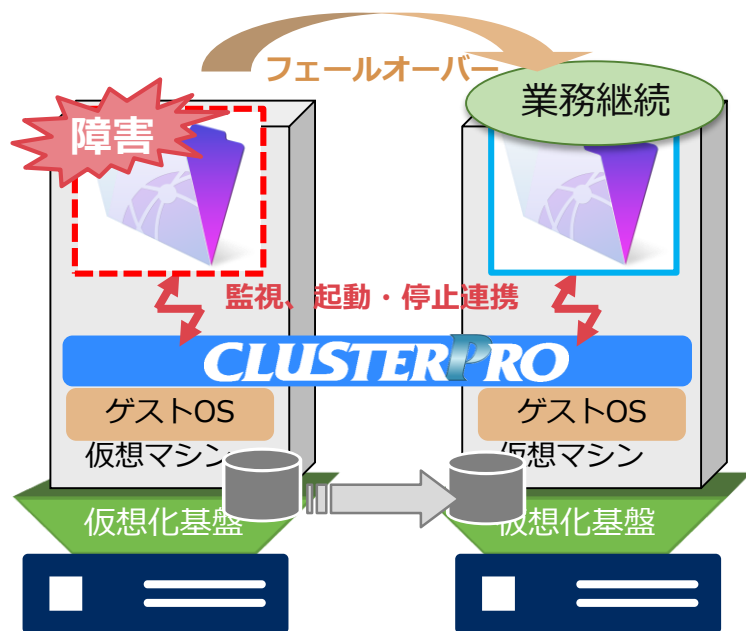 フェールオーバー
障害
業務継続
監視、起動・停止連携
CLUSTERPRO
ゲストOS
ゲストOS
仮想マシン
仮想マシン
仮想化基盤
仮想化基盤